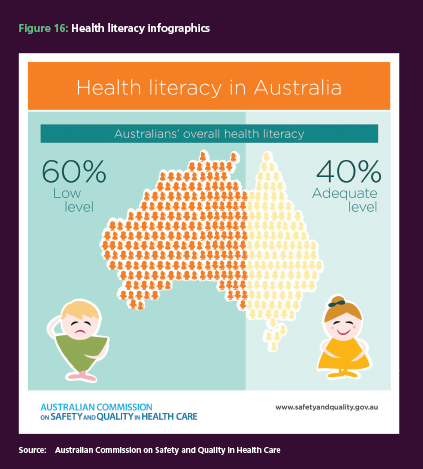 Figure 16: Health literacy infographics
Health literacy in Australia
Australians' overall health literacy
60%
Low
level
40%
Adequate
level
AUSTRALIAN COMMISSION
ON SAFETY AND QUALITY IN HEALTH CARE
www.safetyandquality.gov.au
Source: Australian Commission on Safety and Quality in Health Care